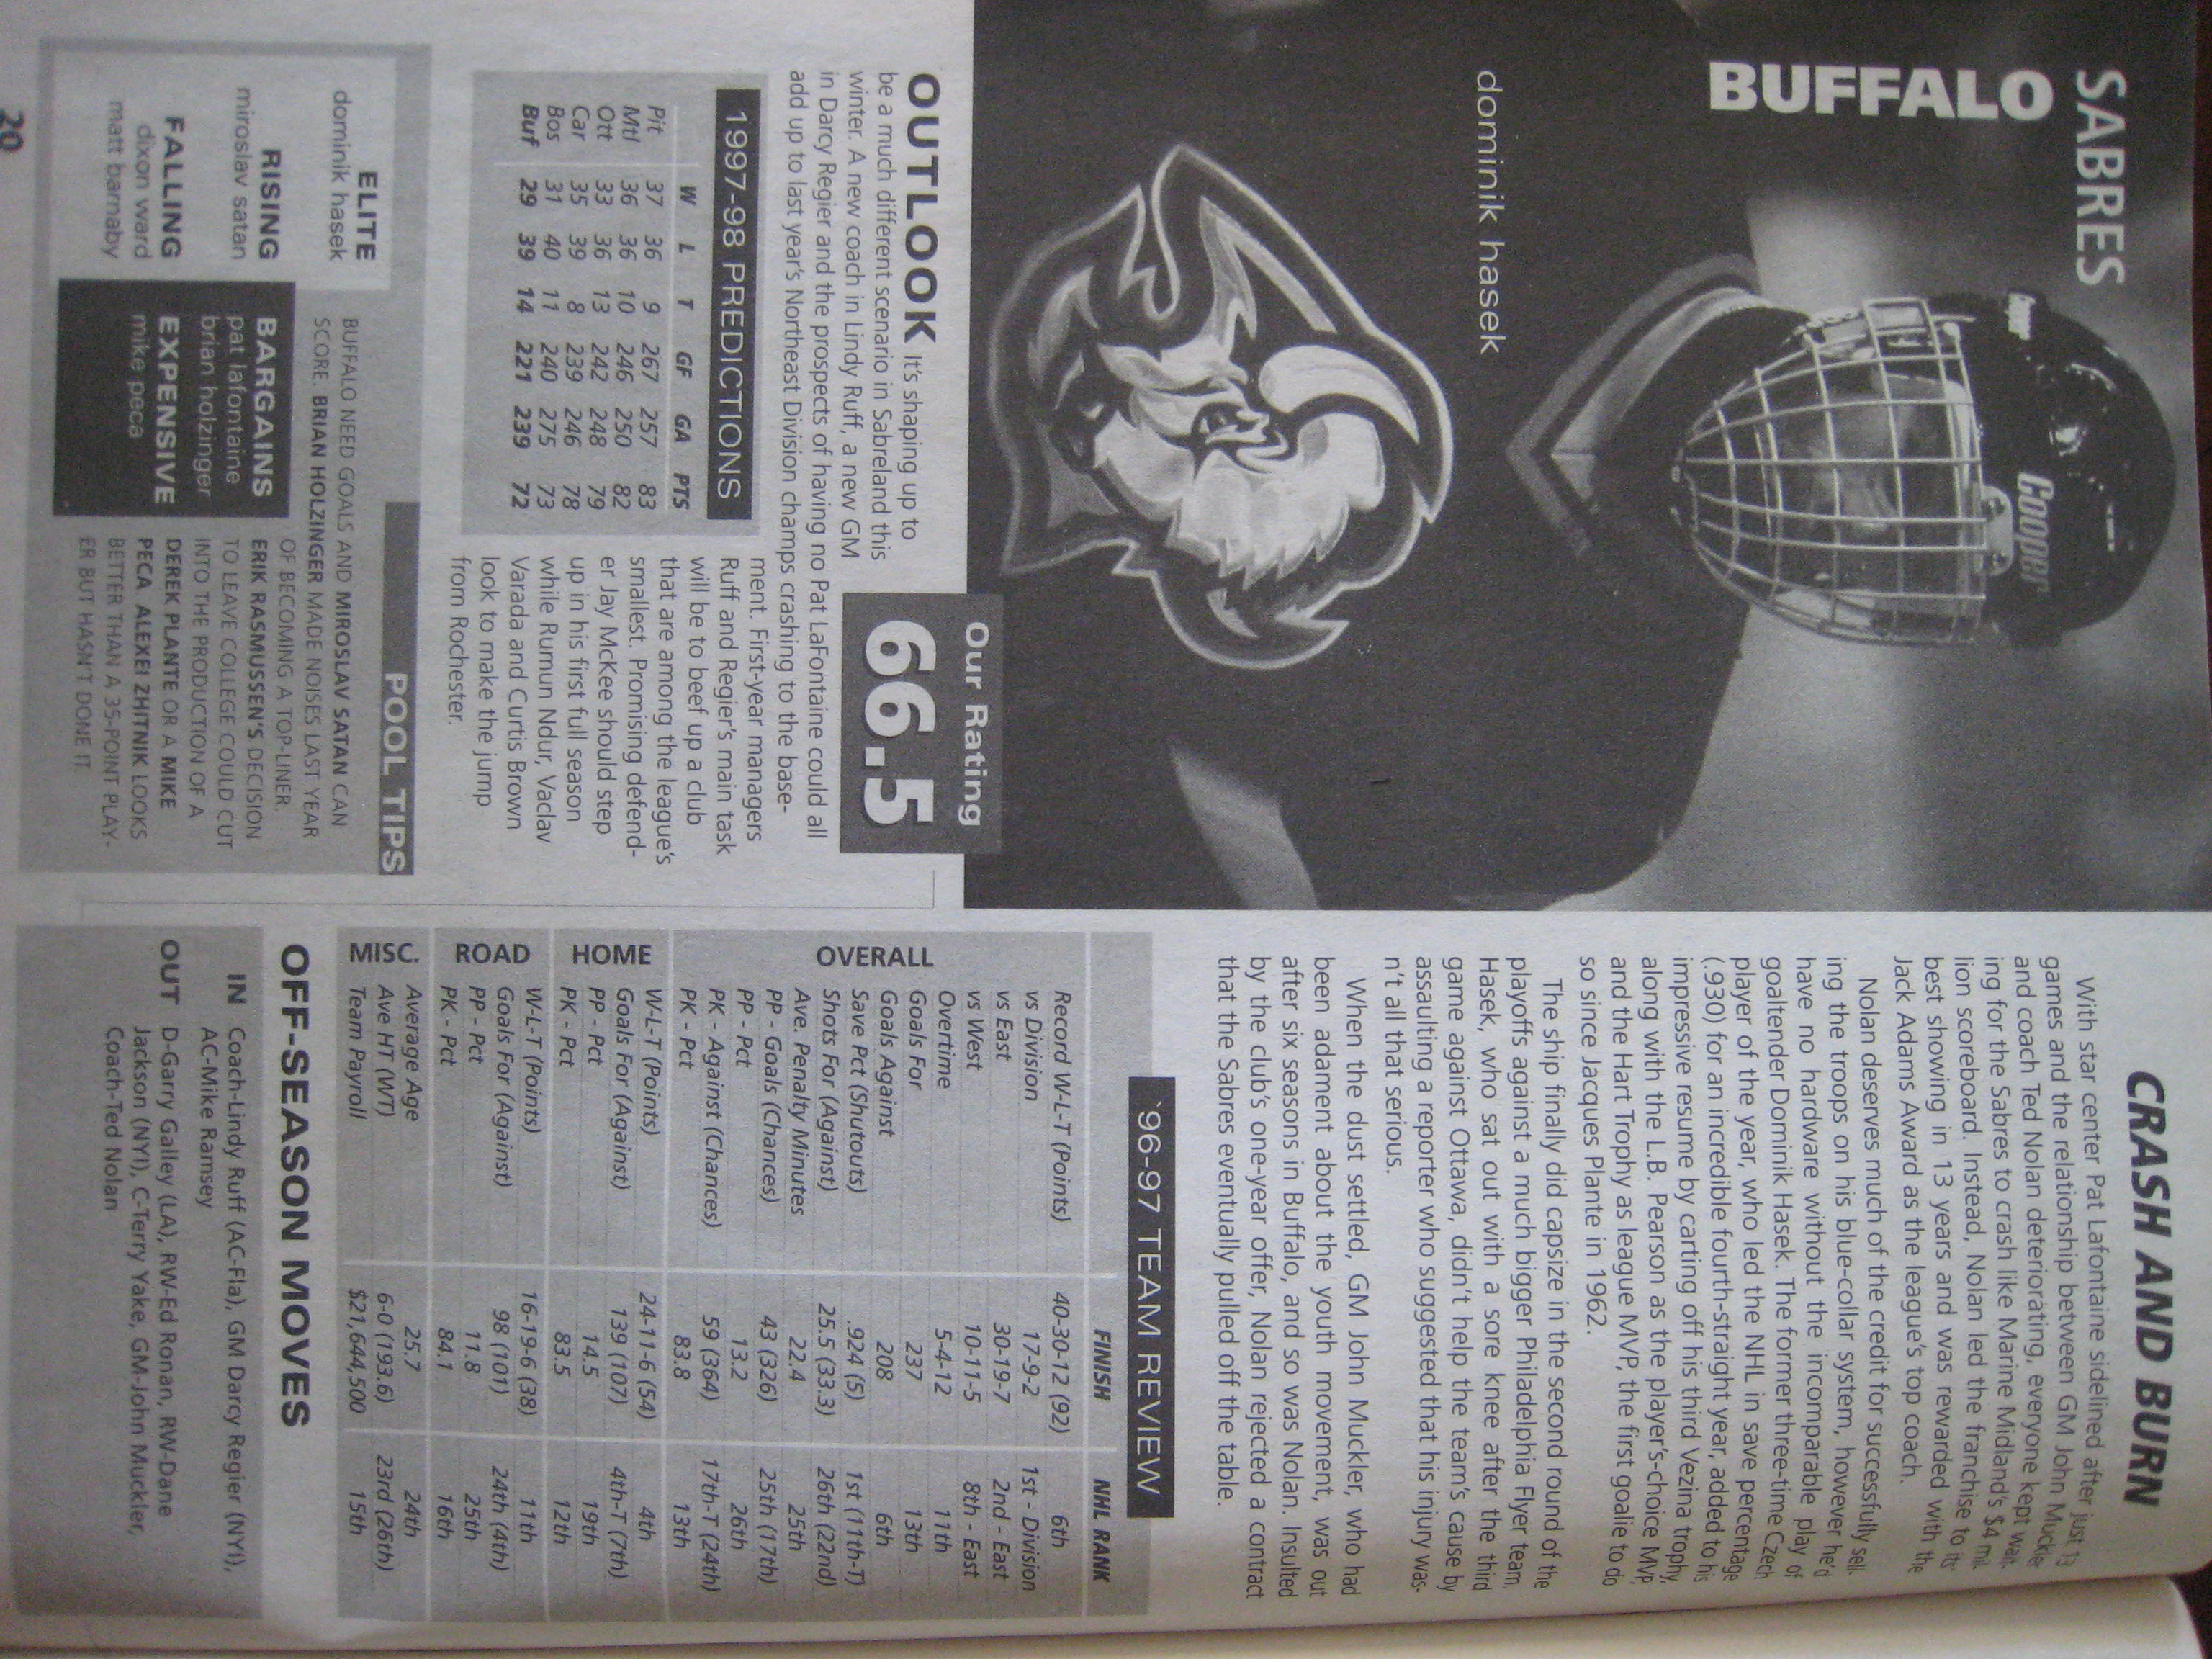 SABRES
BUFFALO
dominik hasek
Cooper
Our Rating
66.5
OUTLOOK It's shaping up to
be a much different scenario in Sabreland this
winter. A new coach in Lindy Ruff, a new GM
in Darcy Regier and the prospects of having no Pat LaFontaine could all
add up to last year's Northeast Division champs crashing to the base-
ment. First-year managers
Ruff and Regier's main task
will be to beef up a club
that are among the league's
smallest. Promising defend-
er Jay McKee should step
up in his first full season
while Rumun Ndur, Vaclav
Varada and Curtis Brown
look to make the jump
from Rochester.
1997-98 PREDICTIONS
W L T GF GA PTS
Pit 37 36 9 267 257 83
Mtl 36 36 10 246 250 82
Ott 33 36 13 242 248 79
Car 35 39 8 239 246 78
Bos 31 40 11 240 275 73
Buf 29 39 14 221 239 72
POOL TIPS
ELITE
dominik hasek
RISING
miroslav satan
FALLING
dixon ward
matt barnaby
BARGAINS
pat lafontaine
brian holzinger
EXPENSIVE
mike peca
BUFFALO NEED GOALS AND MIROSLAV SATAN CAN
SCORE. BRIAN HOLZINGER MADE NOISES LAST YEAR
OF BECOMING A TOP-LINER.
ERIK RASMUSSEN'S DECISION
TO LEAVE COLLEGE COULD CUT
INTO THE PRODUCTION OF A
DEREK PLANTE OR A MIKE
PECA ALEXEI ZHITNIK LOOKS
BETTER THAN A 35-POINT PLAY-
ER BUT HASN'T DONE IT.
20
CRASH AND BURN
With star center Pat Lafontaine sidelined after just 13
games and the relationship between GM John Muckler
and coach Ted Nolan deteriorating, everyone kept wait-
ing for the Sabres to crash like Marine Midland's $4 mil-
lion scoreboard. Instead, Nolan led the franchise to its
best showing in 13 years and was rewarded with the
Jack Adams Award as the league's top coach.
Nolan deserves much of the credit for successfully sell-
ing the troops on his blue-collar system, however he'd
have no hardware without the incomparable play of
goaltender Dominik Hasek. The former three-time Czech
player of the year, who led the NHL in save percentage
(.930) for an incredible fourth-straight year, added to his
impressive resume by carting off his third Vezina trophy,
along with the L.B. Pearson as the player's-choice MVP,
and the Hart Trophy as league MVP, the first goalie to do
so since Jacques Plante in 1962.
The ship finally did capsize in the second round of the
playoffs against a much bigger Philadelphia Flyer team.
Hasek, who sat out with a sore knee after the third
game against Ottawa, didn't help the team's cause by
assaulting a reporter who suggested that his injury was-
n't all that serious.
When the dust settled, GM John Muckler, who had
been adament about the youth movement, was out
after six seasons in Buffalo, and so was Nolan. Insulted
by the club's one-year offer, Nolan rejected a contract
that the Sabres eventually pulled off the table.
`96-97 TEAM REVIEW
FINISH NHL RANK
OVERALL
Record W-L-T (Points) 40-30-12 (92) 6th
vs Division 17-9-2 1st - Division
vs East 30-19-7 2nd - East
vs West 10-11-5 8th - East
Overtime 5-4-12 11th
Goals For 237 13th
Goals Against 208 6th
Save Pct (Shutouts) .924 (5) 1st (11th-T)
Shots For (Against) 25.5 (33.3) 26th (22nd)
Ave. Penalty Minutes 22.4 25th
PP - Goals (Chances) 43 (326) 25th (17th)
PP - Pct 13.2 26th
PK - Against (Chances) 59 (364) 17th-T (24th)
PK - Pct 83.8 13th
HOME
W-L-T (Points) 24-11-6 (54) 4th
Goals For (Against) 139 (107) 4th-T (7th)
PP - Pct 14.5 19th
PK - Pct 83.5 12th
ROAD
W-L-T (Points) 16-19-6 (38) 11th
Goals For (Against) 98 (101) 24th (4th)
PP - Pct 11.8 25th
PK - Pct 84.1 16th
MISC.
Average Age 25.7 24th
Ave HT (WT) 6-0 (193.6) 23rd (26th)
Team Payroll $21,644,500 15th
OFF-SEASON MOVES
IN Coach-Lindy Ruff (AC-Fla), GM Darcy Regier (NYI),
AC-Mike Ramsey
OUT D-Garry Galley (LA), RW-Ed Ronan, RW-Dane
Jackson (NYI), C-Terry Yake, GM-John Muckler,
Coach-Ted Nolan